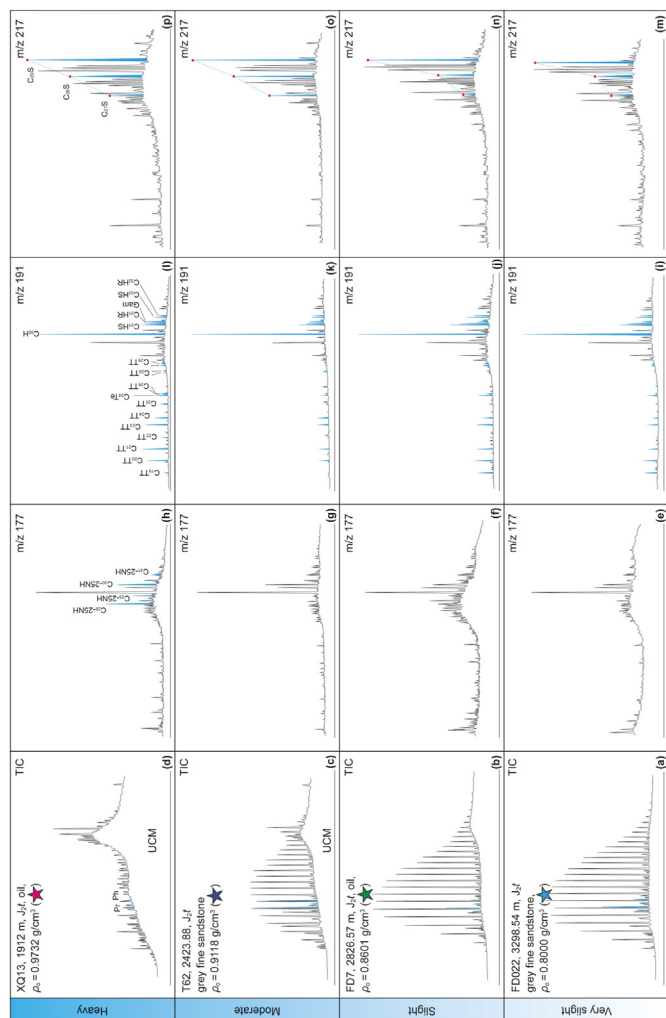 Heavy
XQ13, 1912 m, J₂t, oil,
ρₒ = 0.9732 g/cm³ (★)
TIC
Pr
Ph
UCM
(d)
m/z 177
C₂₈-25NH
C₂₉-25NH
C₃₀-25NH
C₃₁-25NH
(h)
m/z 191
C₁₉TT
C₂₀TT
C₂₁TT
C₂₂TT
C₂₃TT
C₂₄TT
C₂₅TT
C₂₄Te
C₂₆TT
C₂₈TT
C₂₉TT
C₃₀H
C₃₁HS
C₃₁HR
Gam
C₃₂HS
C₃₂HR
(l)
m/z 217
C₂₇S
C₂₈S
C₂₉S
(p)
Moderate
T62, 2423.88, J₂t
grey fine sandstone
ρₒ = 0.9118 g/cm³ (★)
TIC
UCM
(c)
(g)
(k)
(o)
m/z 177
m/z 191
m/z 217
Slight
FD7, 2826.57 m, J₂t, oil,
ρₒ = 0.8601 g/cm³ (★)
TIC
(b)
m/z 177
(f)
m/z 191
(j)
m/z 217
(n)
Very slight
FD022, 3298.54 m, J₂t
grey fine sandstone,
ρₒ = 0.8000 g/cm³ (★)
TIC
(a)
m/z 177
(e)
m/z 191
(i)
m/z 217
(m)